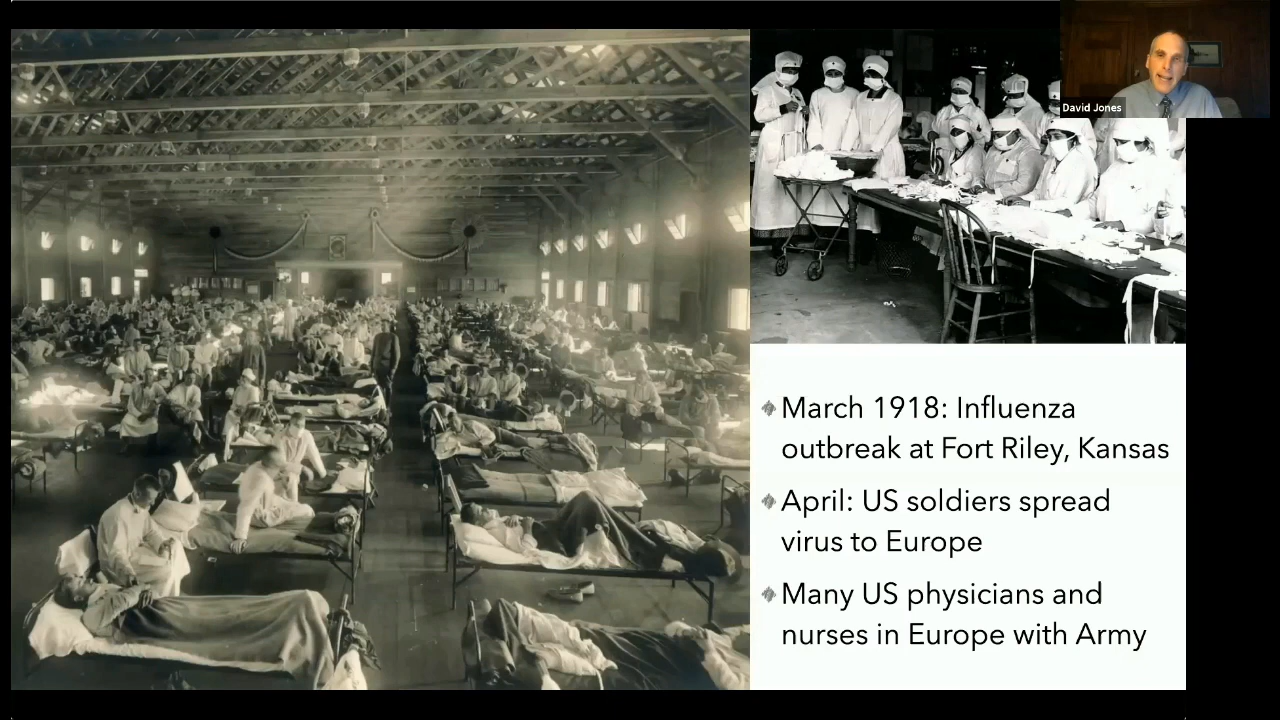 David Jones
March 1918: Influenza
outbreak at Fort Riley, Kansas
April: US soldiers spread
virus to Europe
Many US physicians and
nurses in Europe with Army